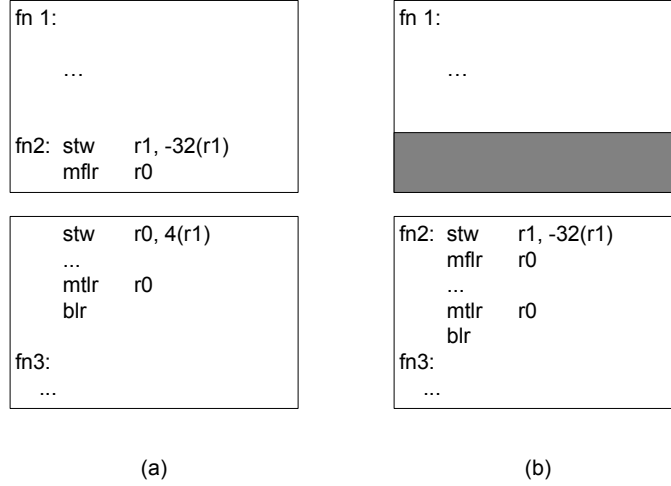 fn 1:
…
fn2: stw r1, -32(r1)
mflr r0
stw r0, 4(r1)
...
mtlr r0
blr
fn3:
...
(a)
fn 1:
…
fn2: stw r1, -32(r1)
mflr r0
...
mtlr r0
blr
fn3:
...
(b)